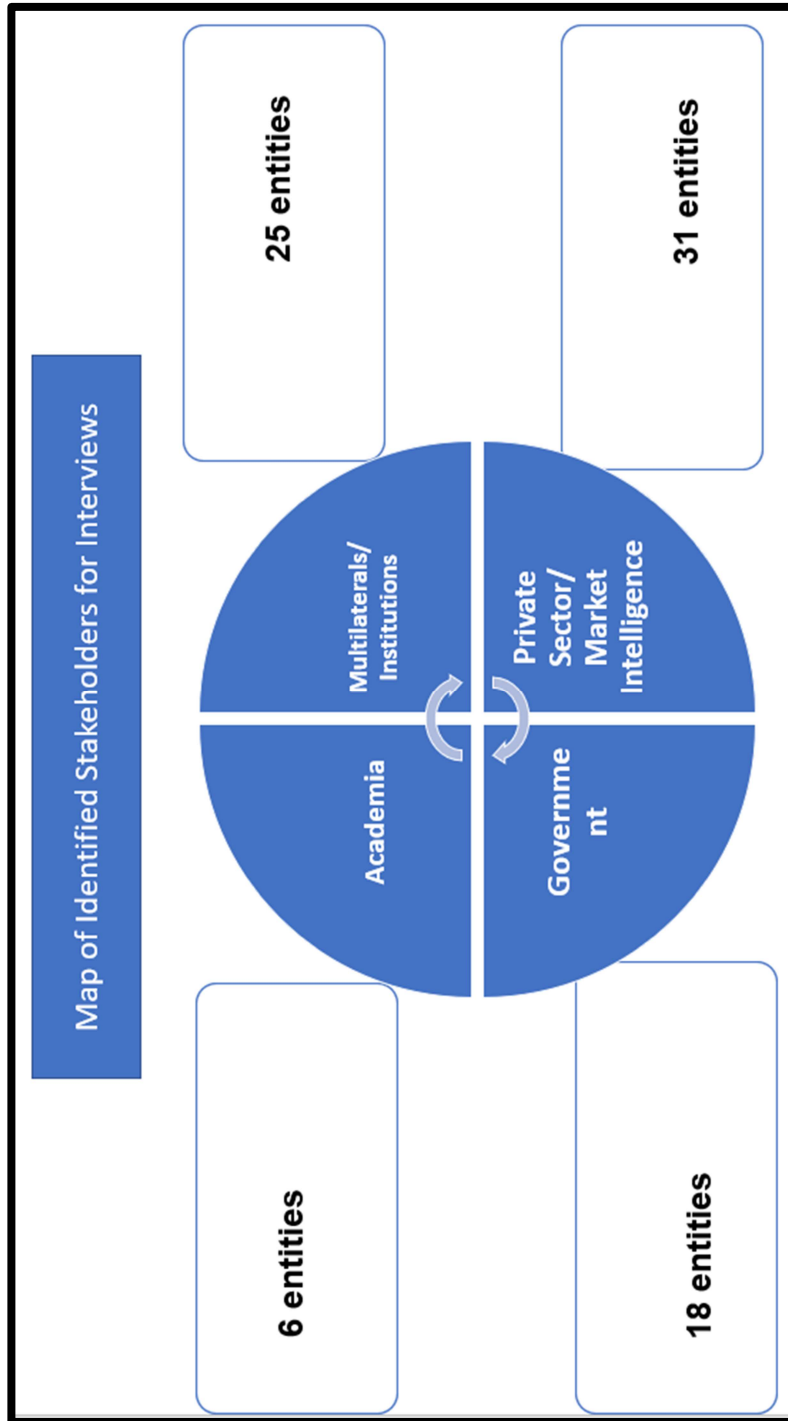 Map of Identified Stakeholders for Interviews
6 entities
25 entities
Academia
Multilaterals/
Institutions
Governme
nt
Private
Sector/
Market
Intelligence
18 entities
31 entities